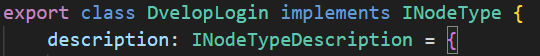 export class DvelopLogin implements INodeType {
description: INodeTypeDescription = {